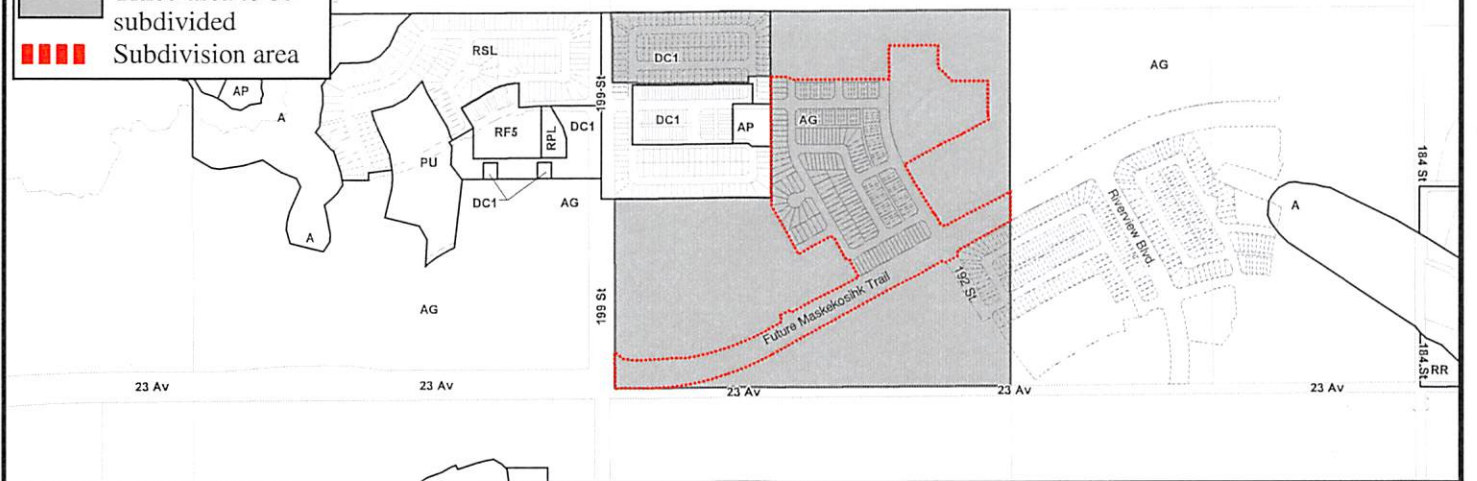 subdivided
Subdivision area
RSL
DC1
AG
AP
A
199 St
DC1
AP
AG
RF5
RPL
DC1
PU
184 St
DC1
AG
A
Riverview Blvd.
A
192 St.
AG
199 St
Future Maskekosihk Trail
184 St
RR
23 Av
23 Av
23 Av
23 Av
23 Av